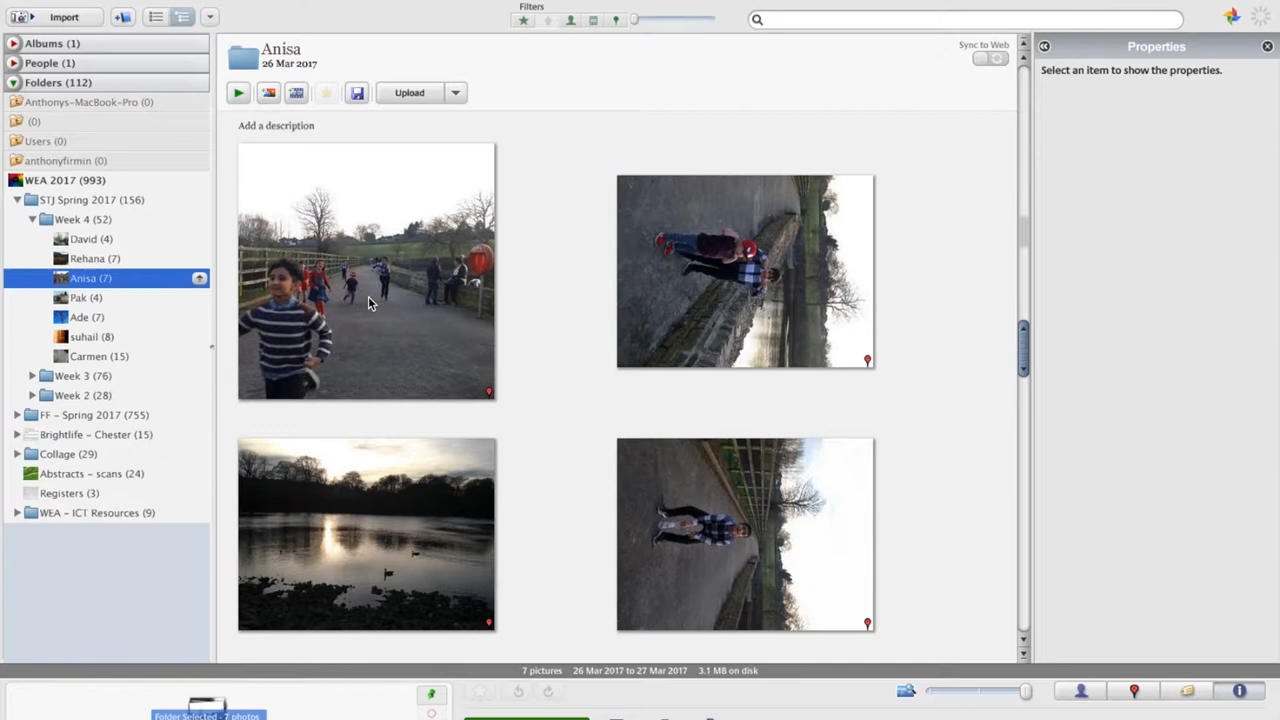 Import
Filters
Albums (1)
People (1)
Folders (112)
Anthonys-MacBook-Pro (0)
(0)
Users (0)
anthonyfirmin (0)
WEA 2017 (993)
STJ Spring 2017 (156)
Week 4 (52)
David (4)
Rehana (7)
Anisa (7)
Pak (4)
Ade (7)
suhail (8)
Carmen (15)
Week 3 (76)
Week 2 (28)
FF – Spring 2017 (755)
Brightlife – Chester (15)
Collage (29)
Abstracts – scans (24)
Registers (3)
WEA – ICT Resources (9)
Anisa
26 Mar 2017
Sync to Web
Upload
Add a description
Properties
Select an item to show the properties.
7 pictures 26 Mar 2017 to 27 Mar 2017 3.1 MB on disk
Folder Selected – 7 photos